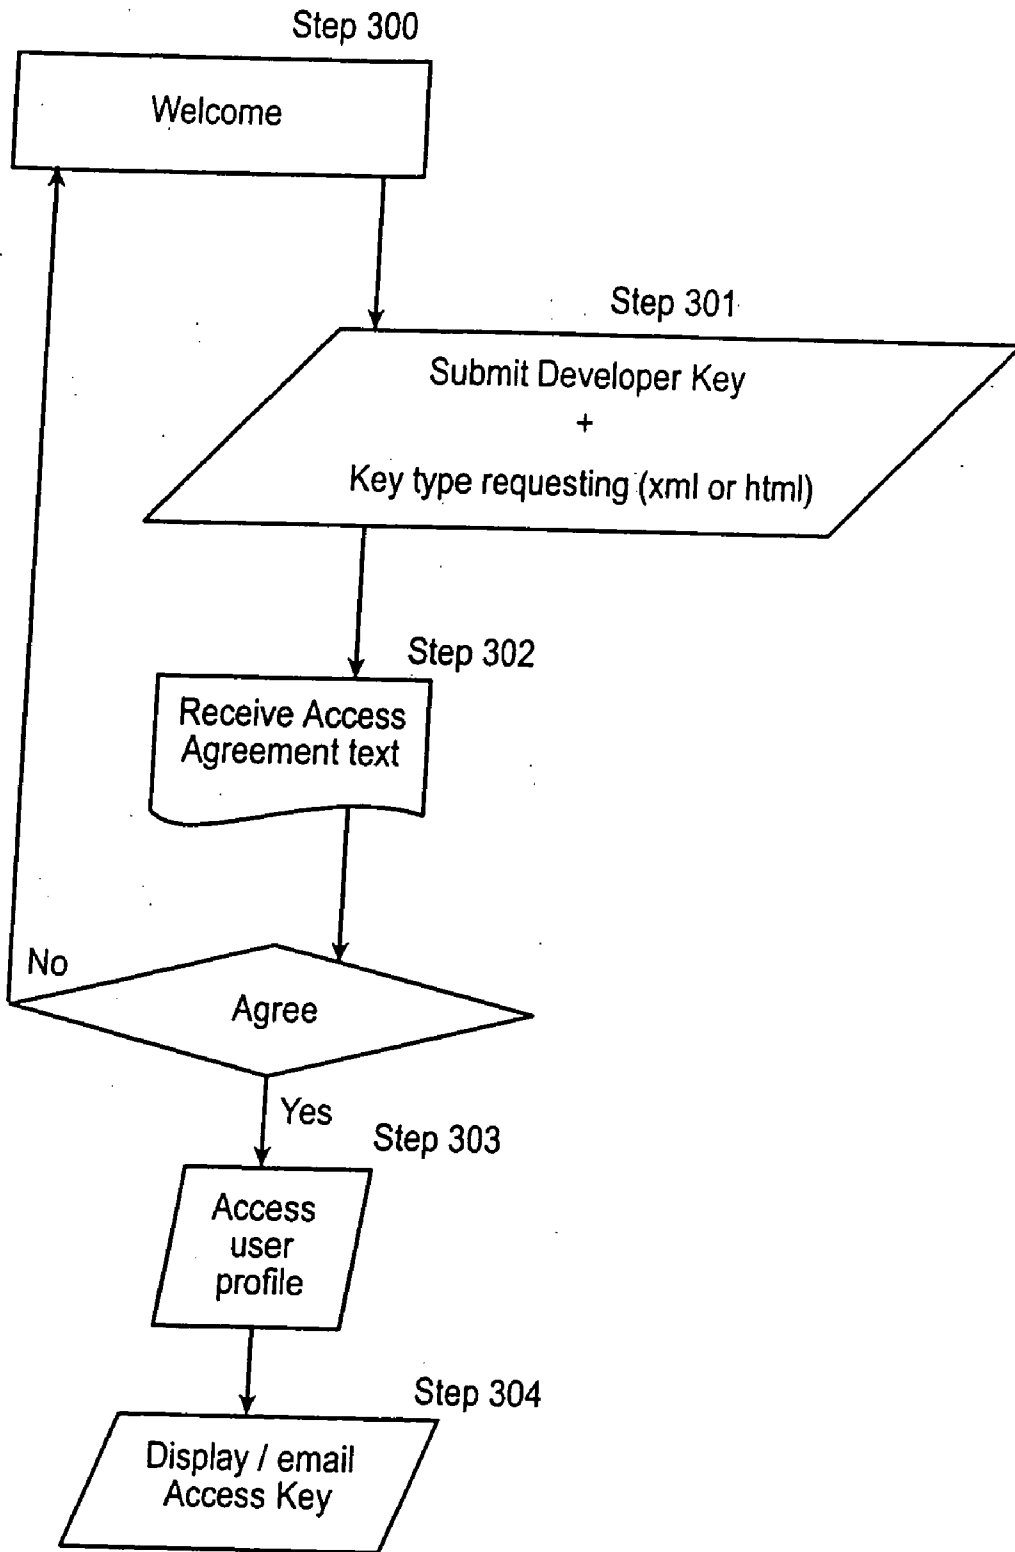 Step 300
Welcome
Step 301
Submit Developer Key
+
Key type requesting (xml or html)
Step 302
Receive Access
Agreement text
No
Agree
Yes
Step 303
Access
user
profile
Step 304
Display / email
Access Key